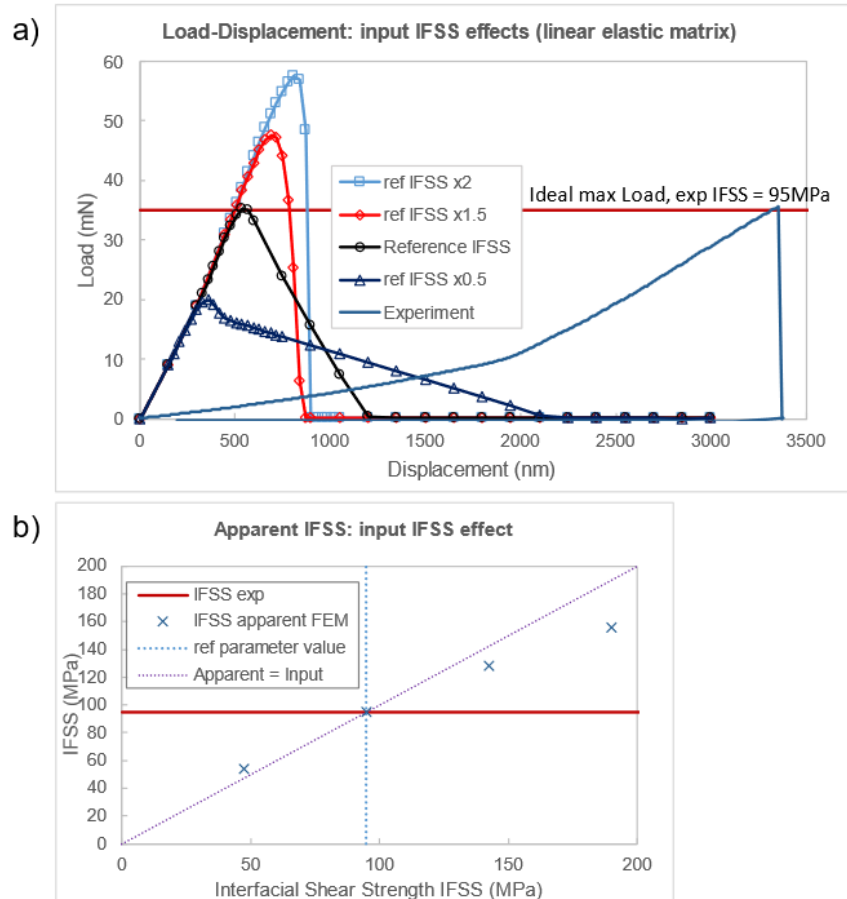 a)
Load-Displacement: input IFSS effects (linear elastic matrix)
60
50
40
30
20
10
0
Load (mN)
ref IFSS x2
ref IFSS x1.5
Reference IFSS
ref IFSS x0.5
Experiment
Ideal max Load, exp IFSS = 95MPa
0 500 1000 1500 2000 2500 3000 3500
Displacement (nm)
b)
Apparent IFSS: input IFSS effect
200
180
160
140
120
100
80
60
40
20
0
IFSS (MPa)
IFSS exp
IFSS apparent FEM
ref parameter value
Apparent = Input
0 50 100 150 200
Interfacial Shear Strength IFSS (MPa)